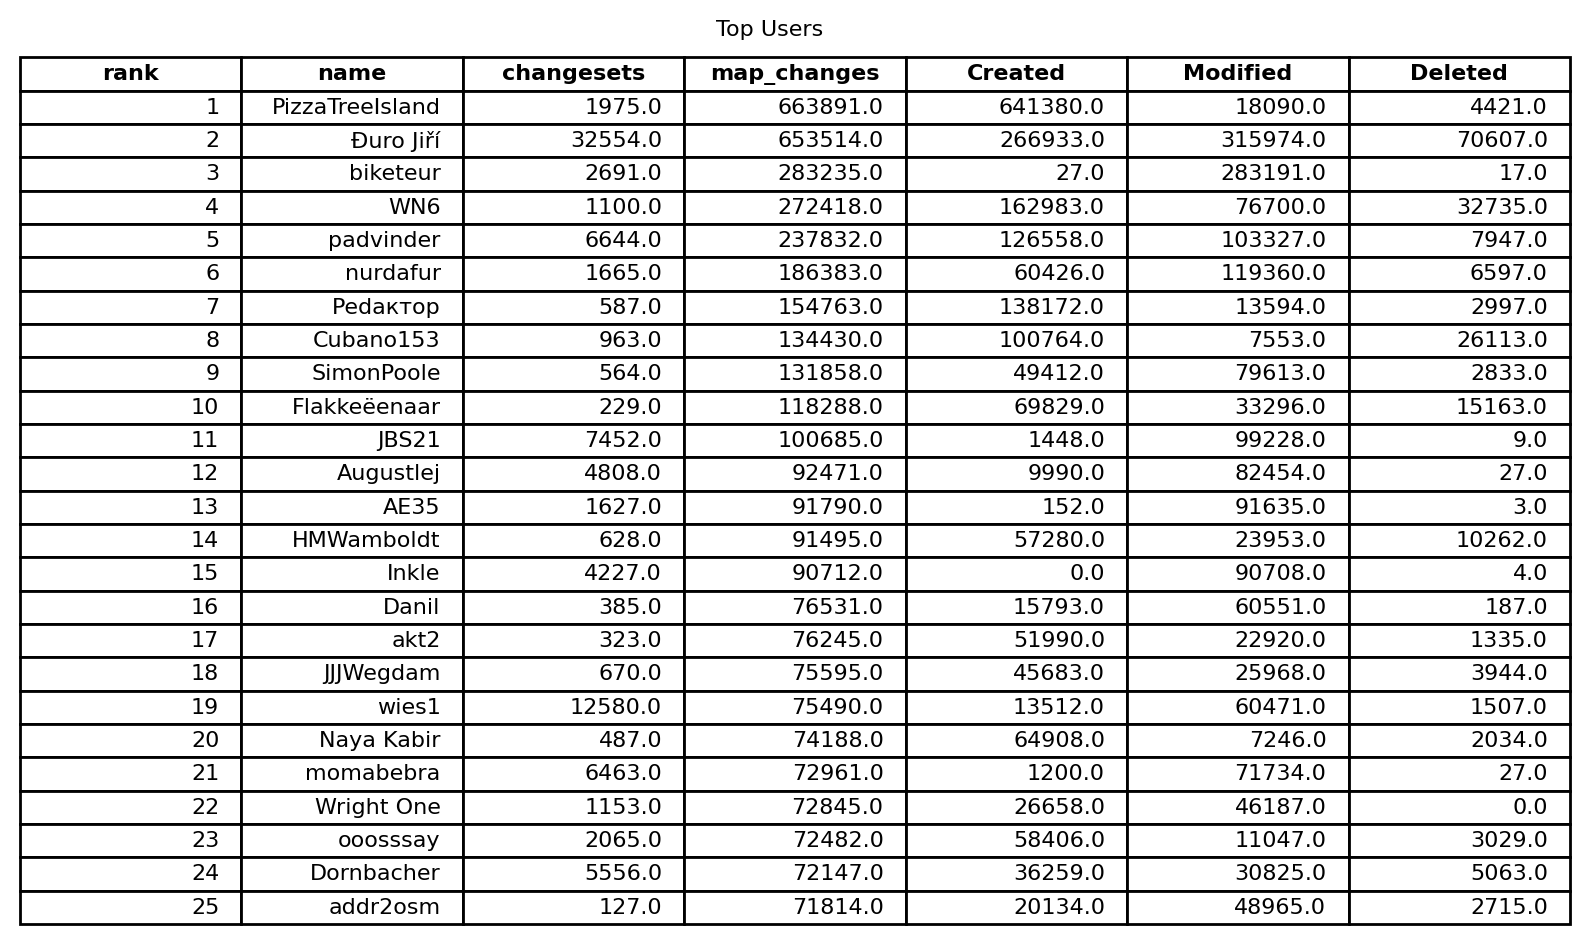 Top Users
rank name changesets map_changes Created Modified Deleted
1 PizzaTreeIsland 1975.0 663891.0 641380.0 18090.0 4421.0
2 Đuro Jiří 32554.0 653514.0 266933.0 315974.0 70607.0
3 biketeur 2691.0 283235.0 27.0 283191.0 17.0
4 WN6 1100.0 272418.0 162983.0 76700.0 32735.0
5 padvinder 6644.0 237832.0 126558.0 103327.0 7947.0
6 nurdafur 1665.0 186383.0 60426.0 119360.0 6597.0
7 Pedaктop 587.0 154763.0 138172.0 13594.0 2997.0
8 Cubano153 963.0 134430.0 100764.0 7553.0 26113.0
9 SimonPoole 564.0 131858.0 49412.0 79613.0 2833.0
10 Flakkeëenaar 229.0 118288.0 69829.0 33296.0 15163.0
11 JBS21 7452.0 100685.0 1448.0 99228.0 9.0
12 Augustlej 4808.0 92471.0 9990.0 82454.0 27.0
13 AE35 1627.0 91790.0 152.0 91635.0 3.0
14 HMWamboldt 628.0 91495.0 57280.0 23953.0 10262.0
15 Inkle 4227.0 90712.0 0.0 90708.0 4.0
16 Danil 385.0 76531.0 15793.0 60551.0 187.0
17 akt2 323.0 76245.0 51990.0 22920.0 1335.0
18 JJJWegdam 670.0 75595.0 45683.0 25968.0 3944.0
19 wies1 12580.0 75490.0 13512.0 60471.0 1507.0
20 Naya Kabir 487.0 74188.0 64908.0 7246.0 2034.0
21 momabebra 6463.0 72961.0 1200.0 71734.0 27.0
22 Wright One 1153.0 72845.0 26658.0 46187.0 0.0
23 ooosssay 2065.0 72482.0 58406.0 11047.0 3029.0
24 Dornbacher 5556.0 72147.0 36259.0 30825.0 5063.0
25 addr2osm 127.0 71814.0 20134.0 48965.0 2715.0